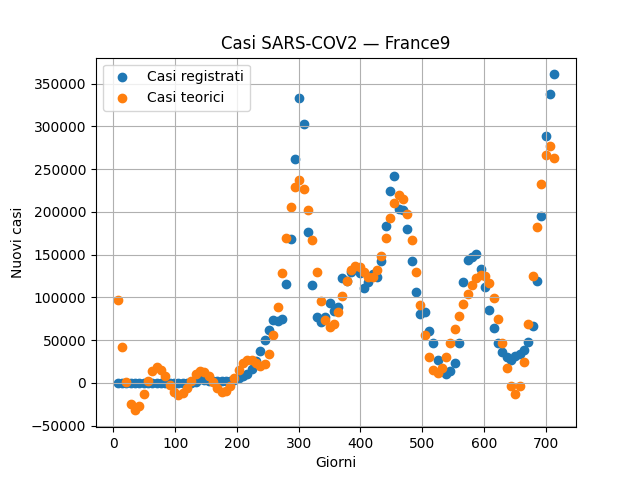 Casi SARS-COV2 — France9
Casi registrati
Casi teorici
Nuovi casi
350000
300000
250000
200000
150000
100000
50000
0
−50000
0 100 200 300 400 500 600 700
Giorni